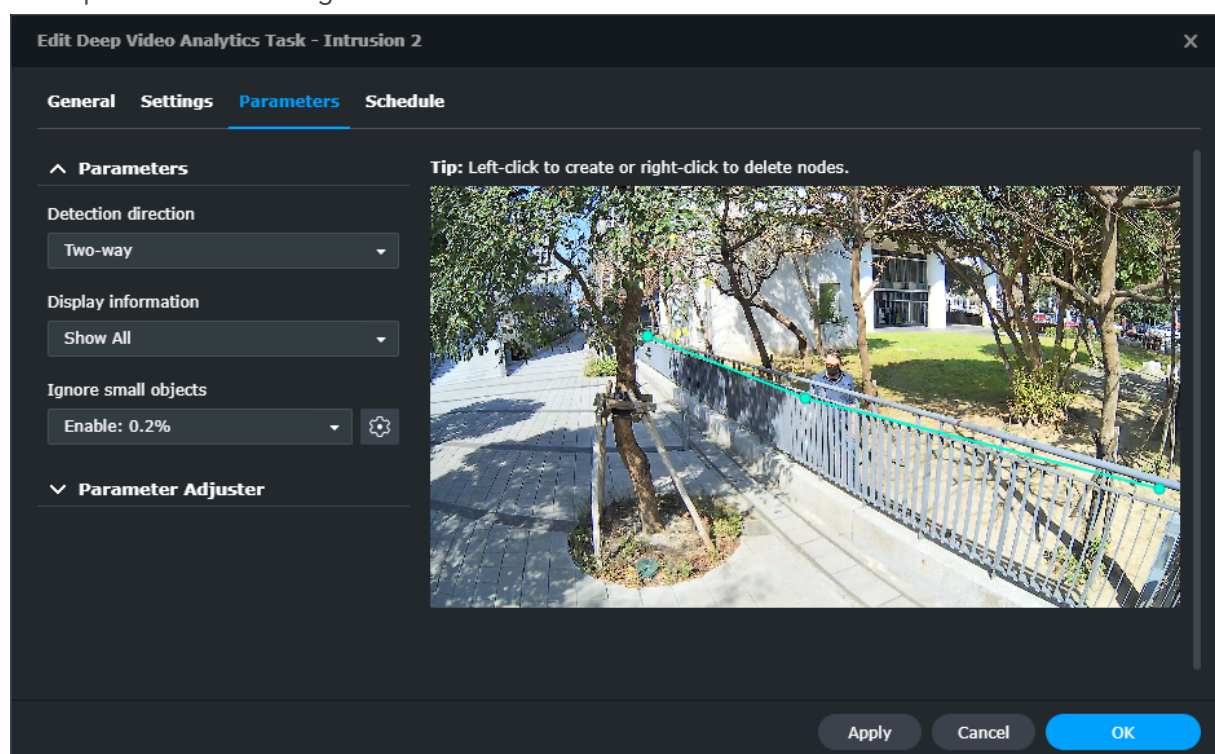 Edit Deep Video Analytics Task - Intrusion 2
General Settings Parameters Schedule
Parameters
Tip: Left-click to create or right-click to delete nodes.
Detection direction
Two-way
Display information
Show All
Ignore small objects
Enable: 0.2%
Parameter Adjuster
Apply Cancel OK